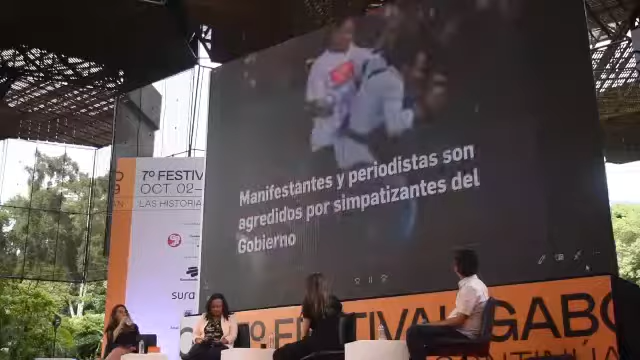 Manifestantes y periodistas son
agredidos por simpatizantes del
Gobierno
7º FESTIV
OCT 02-
LAS HISTORIA
sura
7º FESTIVAL GABO